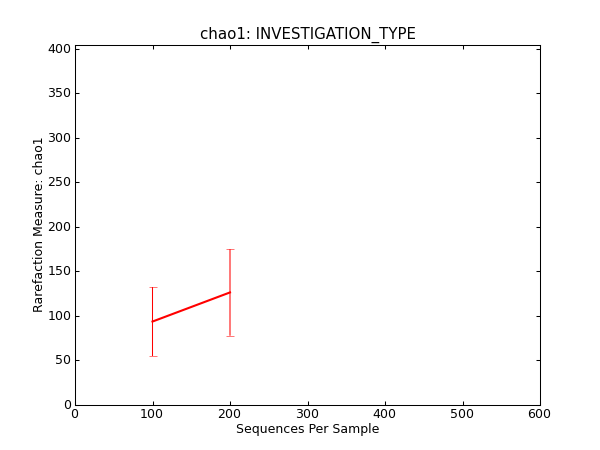 chao1: INVESTIGATION_TYPE
400
350
300
250
200
150
100
50
0
Rarefaction Measure: chao1
0 100 200 300 400 500 600
Sequences Per Sample